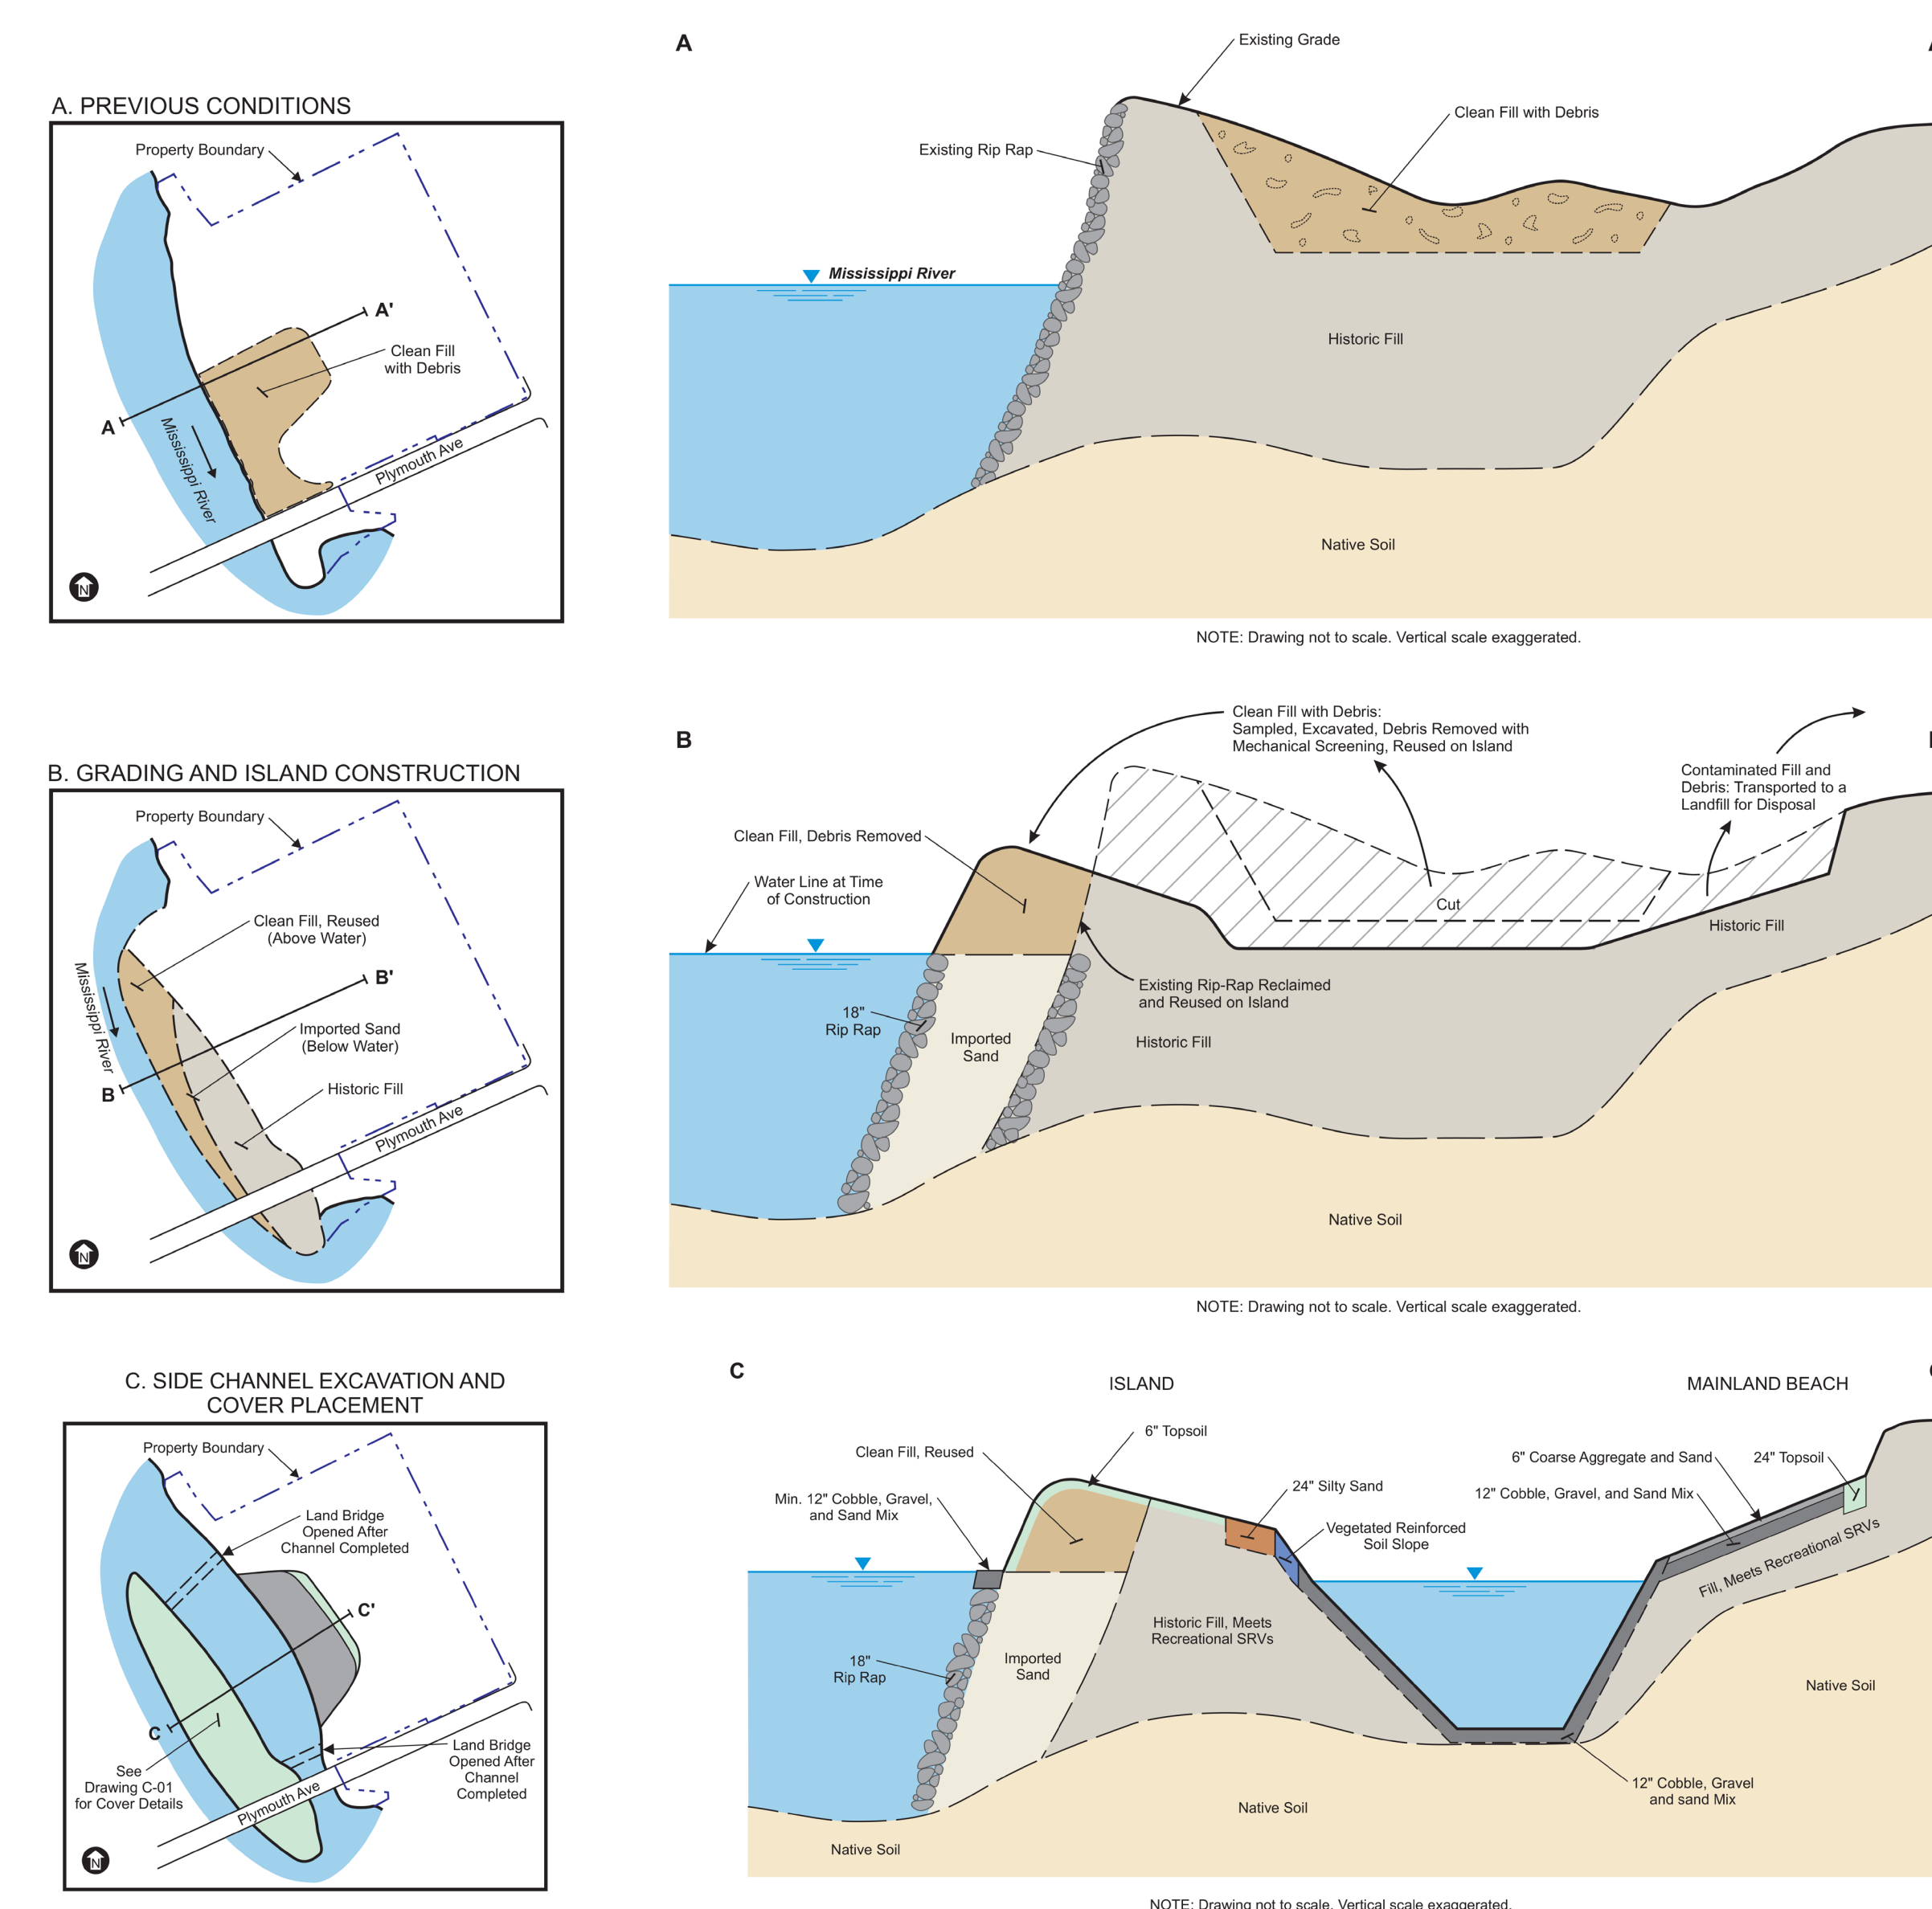 A. PREVIOUS CONDITIONS
Property Boundary
A'
Clean Fill
with Debris
A
Mississippi River
Plymouth Ave
N
A
Existing Grade
Clean Fill with Debris
Existing Rip Rap
Mississippi River
Historic Fill
Native Soil
NOTE: Drawing not to scale. Vertical scale exaggerated.
B. GRADING AND ISLAND CONSTRUCTION
Property Boundary
Clean Fill, Reused
(Above Water)
Mississippi River
B'
Imported Sand
(Below Water)
B
Historic Fill
Plymouth Ave
N
B
Clean Fill with Debris:
Sampled, Excavated, Debris Removed with
Mechanical Screening, Reused on Island
Contaminated Fill and
Debris: Transported to a
Landfill for Disposal
Clean Fill, Debris Removed
Water Line at Time
of Construction
Cut
Historic Fill
Existing Rip-Rap Reclaimed
and Reused on Island
18"
Rip Rap
Imported
Sand
Historic Fill
Native Soil
NOTE: Drawing not to scale. Vertical scale exaggerated.
C. SIDE CHANNEL EXCAVATION AND
COVER PLACEMENT
Property Boundary
Land Bridge
Opened After
Channel Completed
C'
C
See
Drawing C-01
for Cover Details
Land Bridge
Opened After
Channel
Completed
Plymouth Ave
N
C
ISLAND
MAINLAND BEACH
6" Topsoil
Clean Fill, Reused
6" Coarse Aggregate and Sand
24" Topsoil
24" Silty Sand
12" Cobble, Gravel, and Sand Mix
Min. 12" Cobble, Gravel,
and Sand Mix
Vegetated Reinforced
Soil Slope
Fill, Meets Recreational SRVs
Historic Fill, Meets
Recreational SRVs
18"
Rip Rap
Imported
Sand
Native Soil
12" Cobble, Gravel
and sand Mix
Native Soil
Native Soil
NOTE: Drawing not to scale. Vertical scale exaggerated.